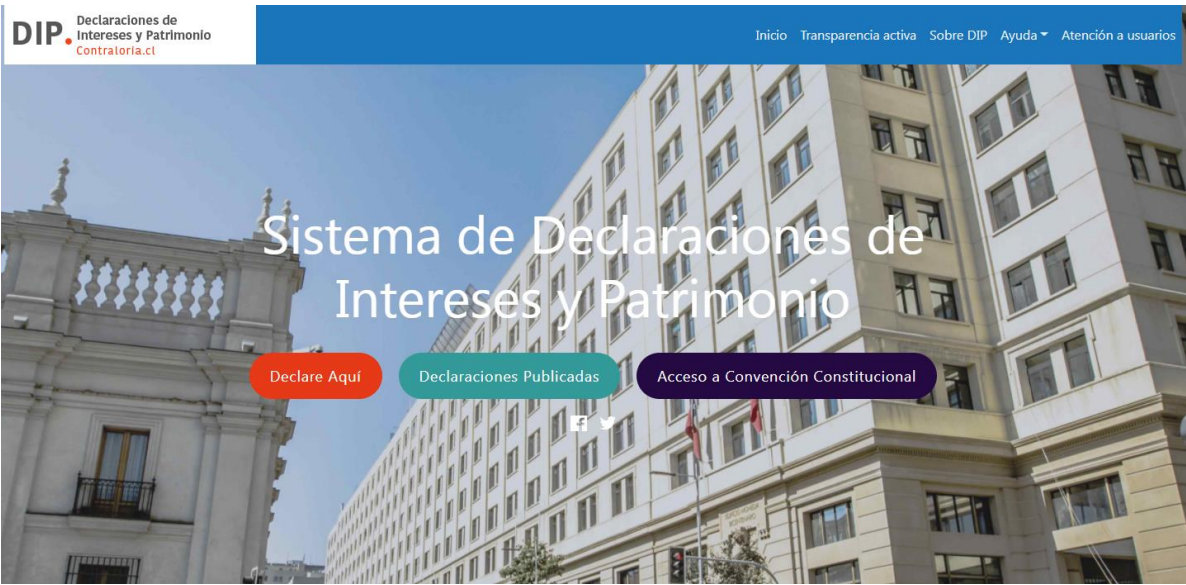 DIP.
Declaraciones de
Intereses y Patrimonio
Contraloria.cl
Inicio Transparencia activa Sobre DIP Ayuda Atención a usuarios
Sistema de Declaraciones de
Intereses y Patrimonio
Declare Aquí Declaraciones Publicadas Acceso a Convención Constitucional